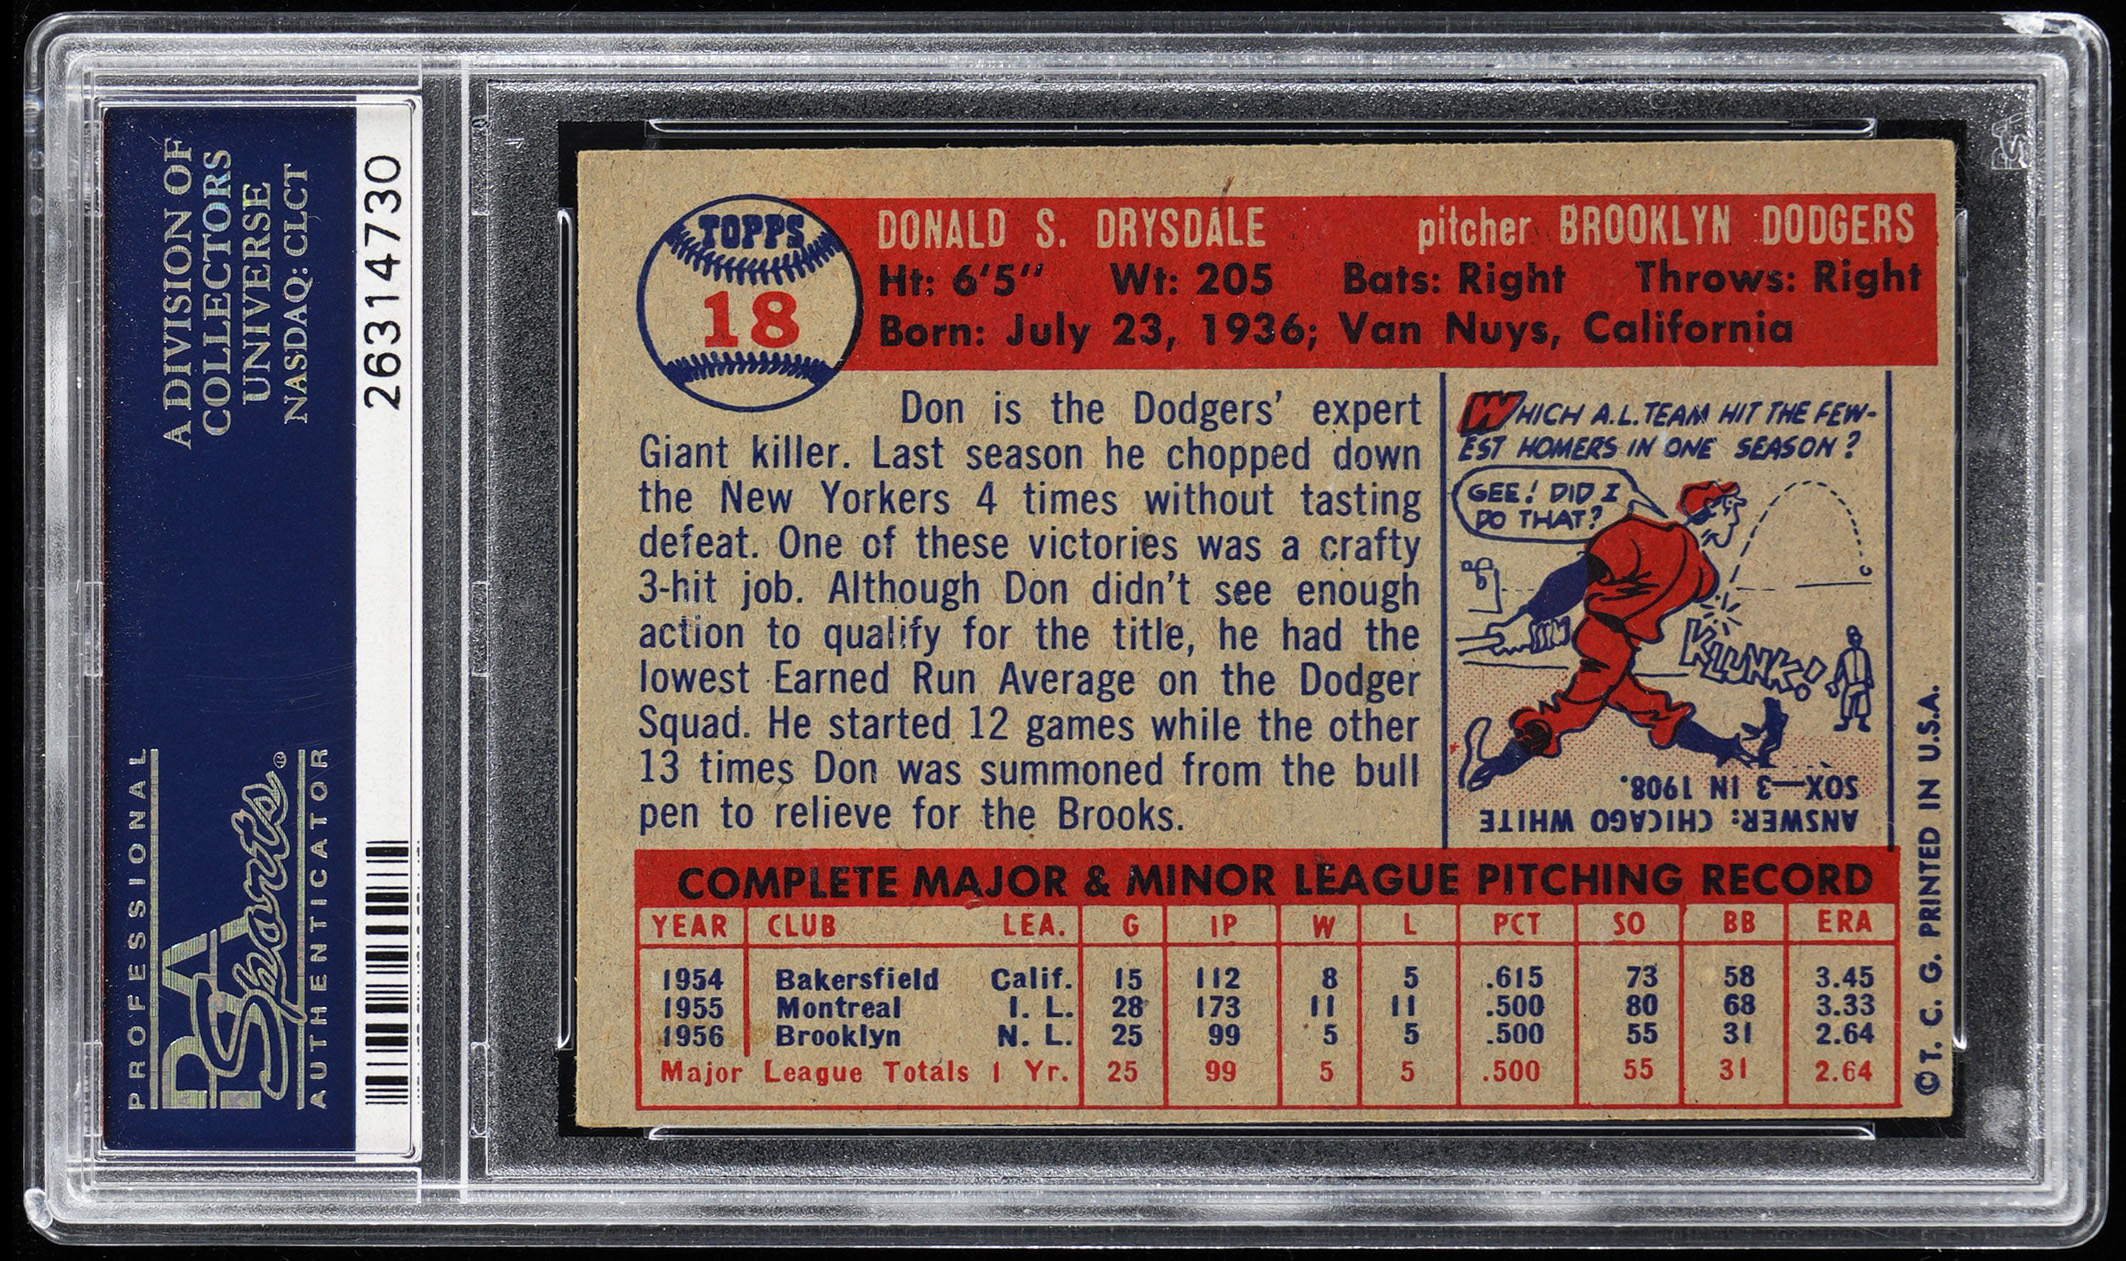 A DIVISION OF
COLLECTORS
UNIVERSE
NASDAQ: CLCT
26314730
PROFESSIONAL
PSA
Sports®
AUTHENTICATOR
TOPPS
18
DONALD S. DRYSDALE pitcher BROOKLYN DODGERS
Ht: 6'5" Wt: 205 Bats: Right Throws: Right
Born: July 23, 1936; Van Nuys, California
Don is the Dodgers' expert
Giant killer. Last season he chopped down
the New Yorkers 4 times without tasting
defeat. One of these victories was a crafty
3-hit job. Although Don didn't see enough
action to qualify for the title, he had the
lowest Earned Run Average on the Dodger
Squad. He started 12 games while the other
13 times Don was summoned from the bull
pen to relieve for the Brooks.
WHICH A.L. TEAM HIT THE FEW-
EST HOMERS IN ONE SEASON?
GEE! DID I
DO THAT?
KLUNK!
ANSWER: CHICAGO WHITE
SOX—3 IN 1908.
COMPLETE MAJOR & MINOR LEAGUE PITCHING RECORD
YEAR CLUB LEA. G IP W L PCT SO BB ERA
1954 Bakersfield Calif. 15 112 8 5 .615 73 58 3.45
1955 Montreal I. L. 28 173 11 11 .500 80 68 3.33
1956 Brooklyn N. L. 25 99 5 5 .500 55 31 2.64
Major League Totals 1 Yr. 25 99 5 5 .500 55 31 2.64
© T. C. G. PRINTED IN U.S.A.